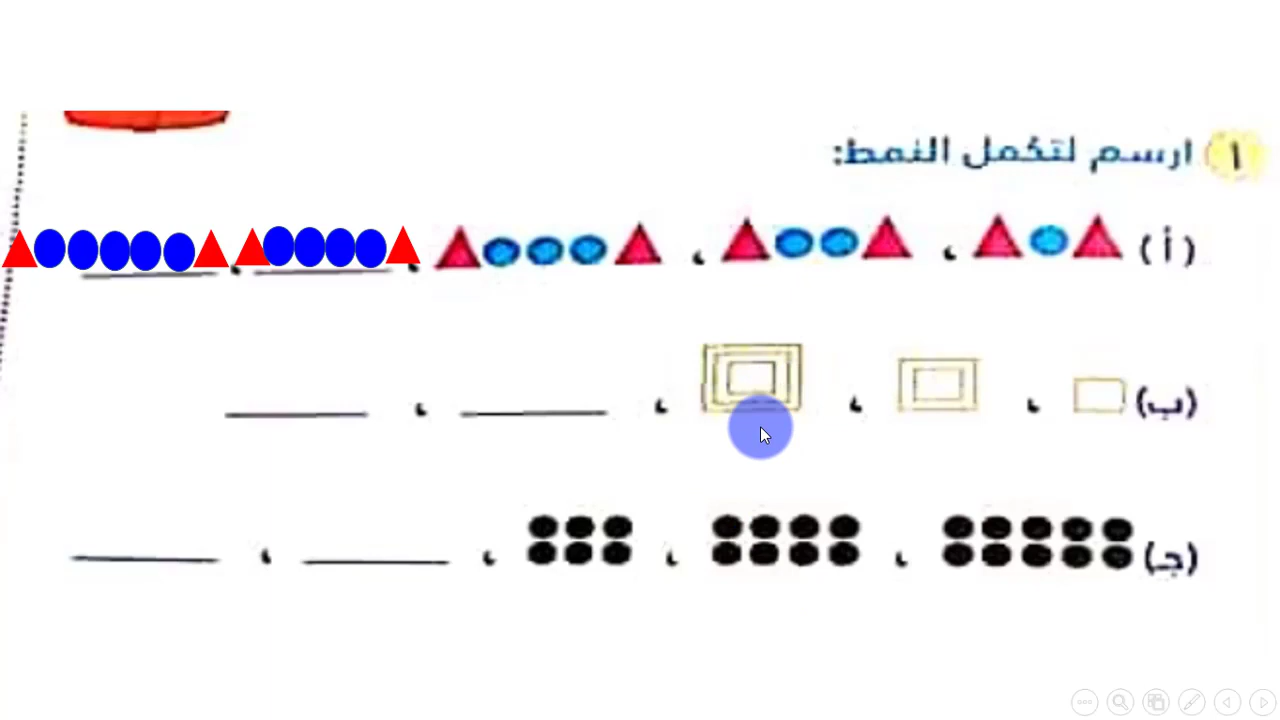 ١ ارسم لتكمل النمط:
(أ) ، ، ، ،
(ب) ، ، ، ،
(جـ) ، ، ، ،